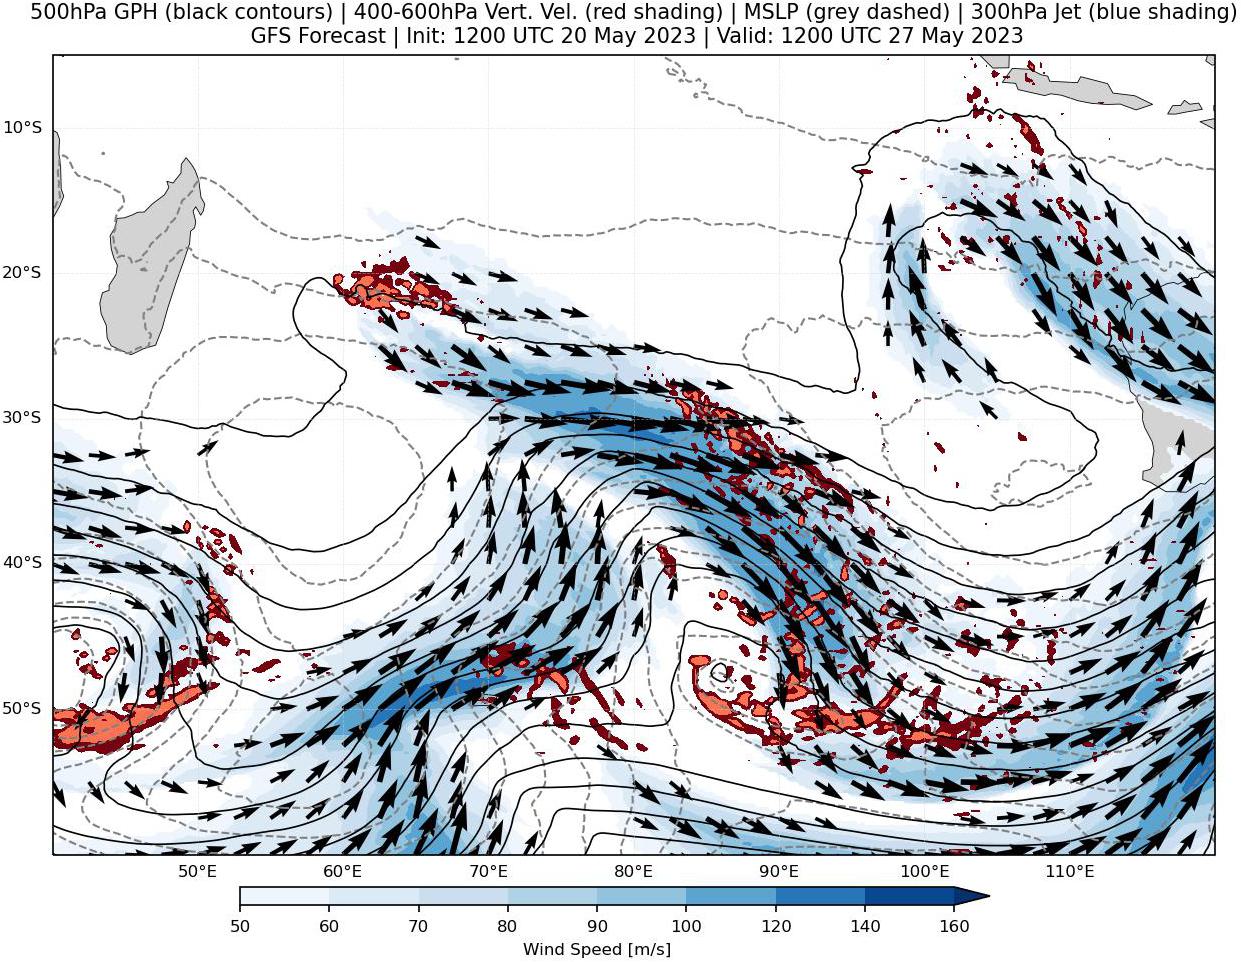 500hPa GPH (black contours) | 400-600hPa Vert. Vel. (red shading) | MSLP (grey dashed) | 300hPa Jet (blue shading)
GFS Forecast | Init: 1200 UTC 20 May 2023 | Valid: 1200 UTC 27 May 2023
10°S
20°S
30°S
40°S
50°S
50°E 60°E 70°E 80°E 90°E 100°E 110°E
50 60 70 80 90 100 120 140 160
Wind Speed [m/s]